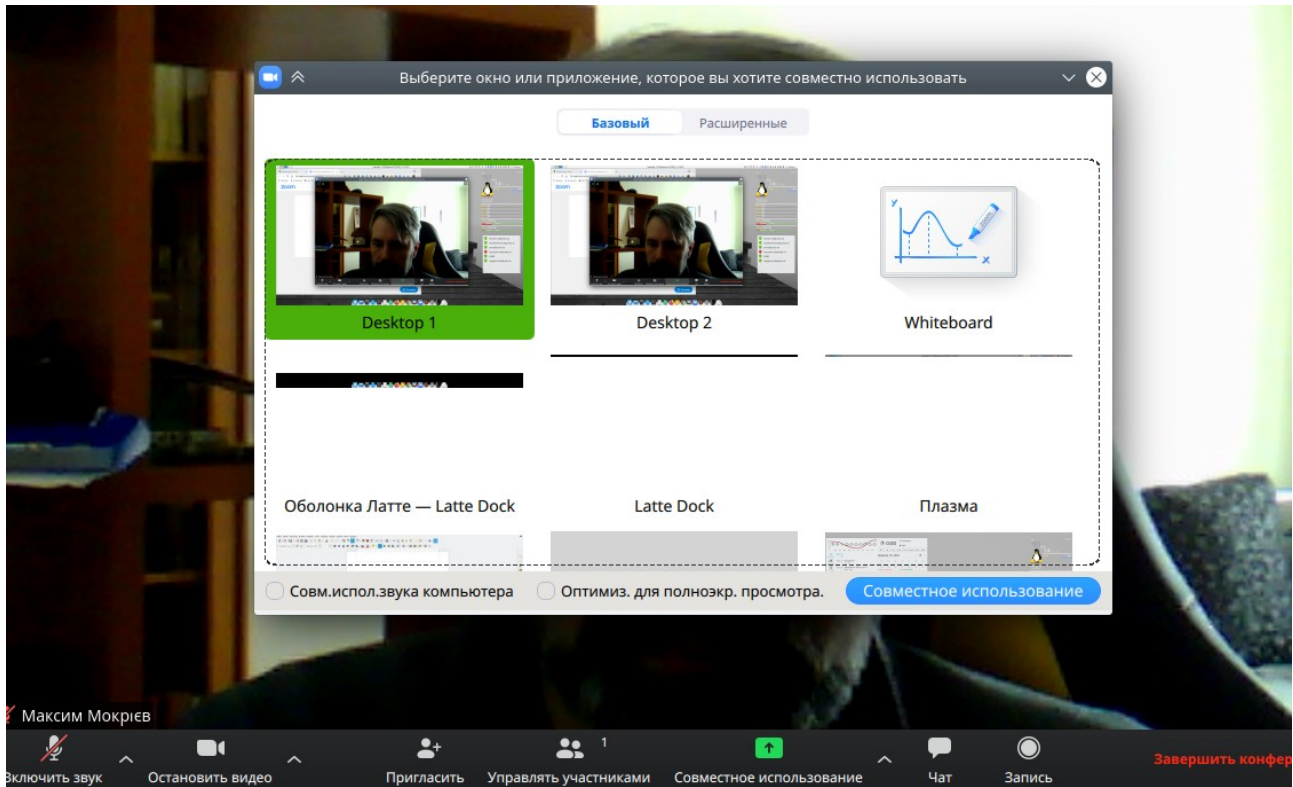 Выберите окно или приложение, которое вы хотите совместно использовать
Базовый Расширенные
zoom zoom
Desktop 1 Desktop 2 Whiteboard
Оболонка Латте — Latte Dock Latte Dock Плазма
Совм.испол.звука компьютера Оптимиз. для полноэкр. просмотра. Совместное использование
Максим Мокрієв
1
Включить звук Остановить видео Пригласить Управлять участниками Совместное использование Чат Запись
Завершить конфер